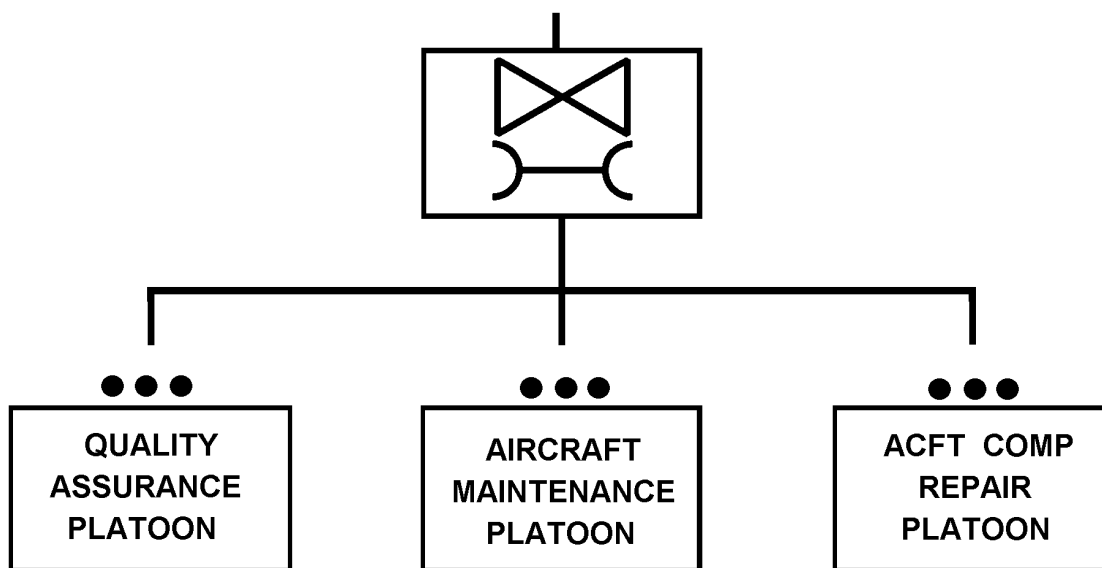 QUALITY
ASSURANCE
PLATOON
AIRCRAFT
MAINTENANCE
PLATOON
ACFT COMP
REPAIR
PLATOON